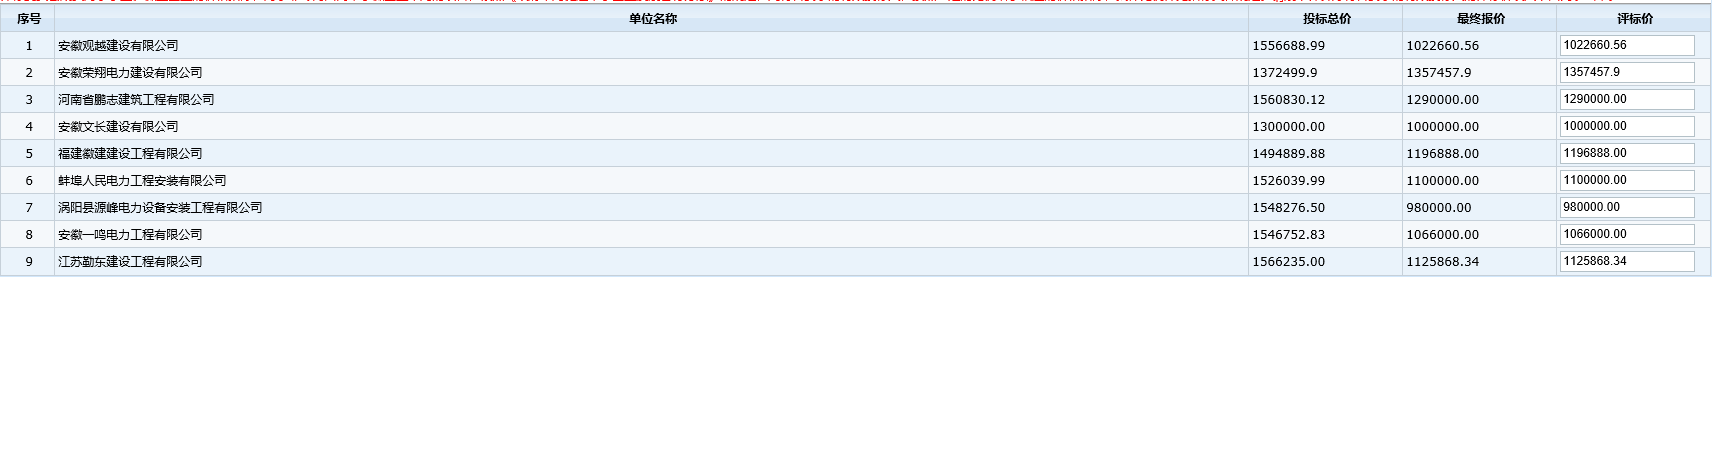 序号 单位名称 投标总价 最终报价 评标价
1 安徽观越建设有限公司 1556688.99 1022660.56 1022660.56
2 安徽荣翔电力建设有限公司 1372499.9 1357457.9 1357457.9
3 河南省鹏志建筑工程有限公司 1560830.12 1290000.00 1290000.00
4 安徽文长建设有限公司 1300000.00 1000000.00 1000000.00
5 福建徽建建设工程有限公司 1494889.88 1196888.00 1196888.00
6 蚌埠人民电力工程安装有限公司 1526039.99 1100000.00 1100000.00
7 涡阳县源峰电力设备安装工程有限公司 1548276.50 980000.00 980000.00
8 安徽一鸣电力工程有限公司 1546752.83 1066000.00 1066000.00
9 江苏勤东建设工程有限公司 1566235.00 1125868.34 1125868.34